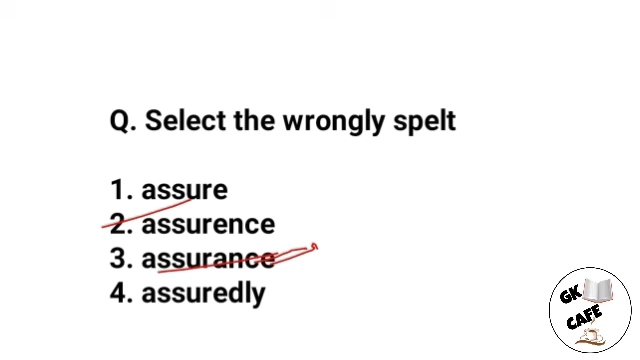 Q. Select the wrongly spelt
1. assure
2. assurence
3. assurance
4. assuredly
GK
CAFE